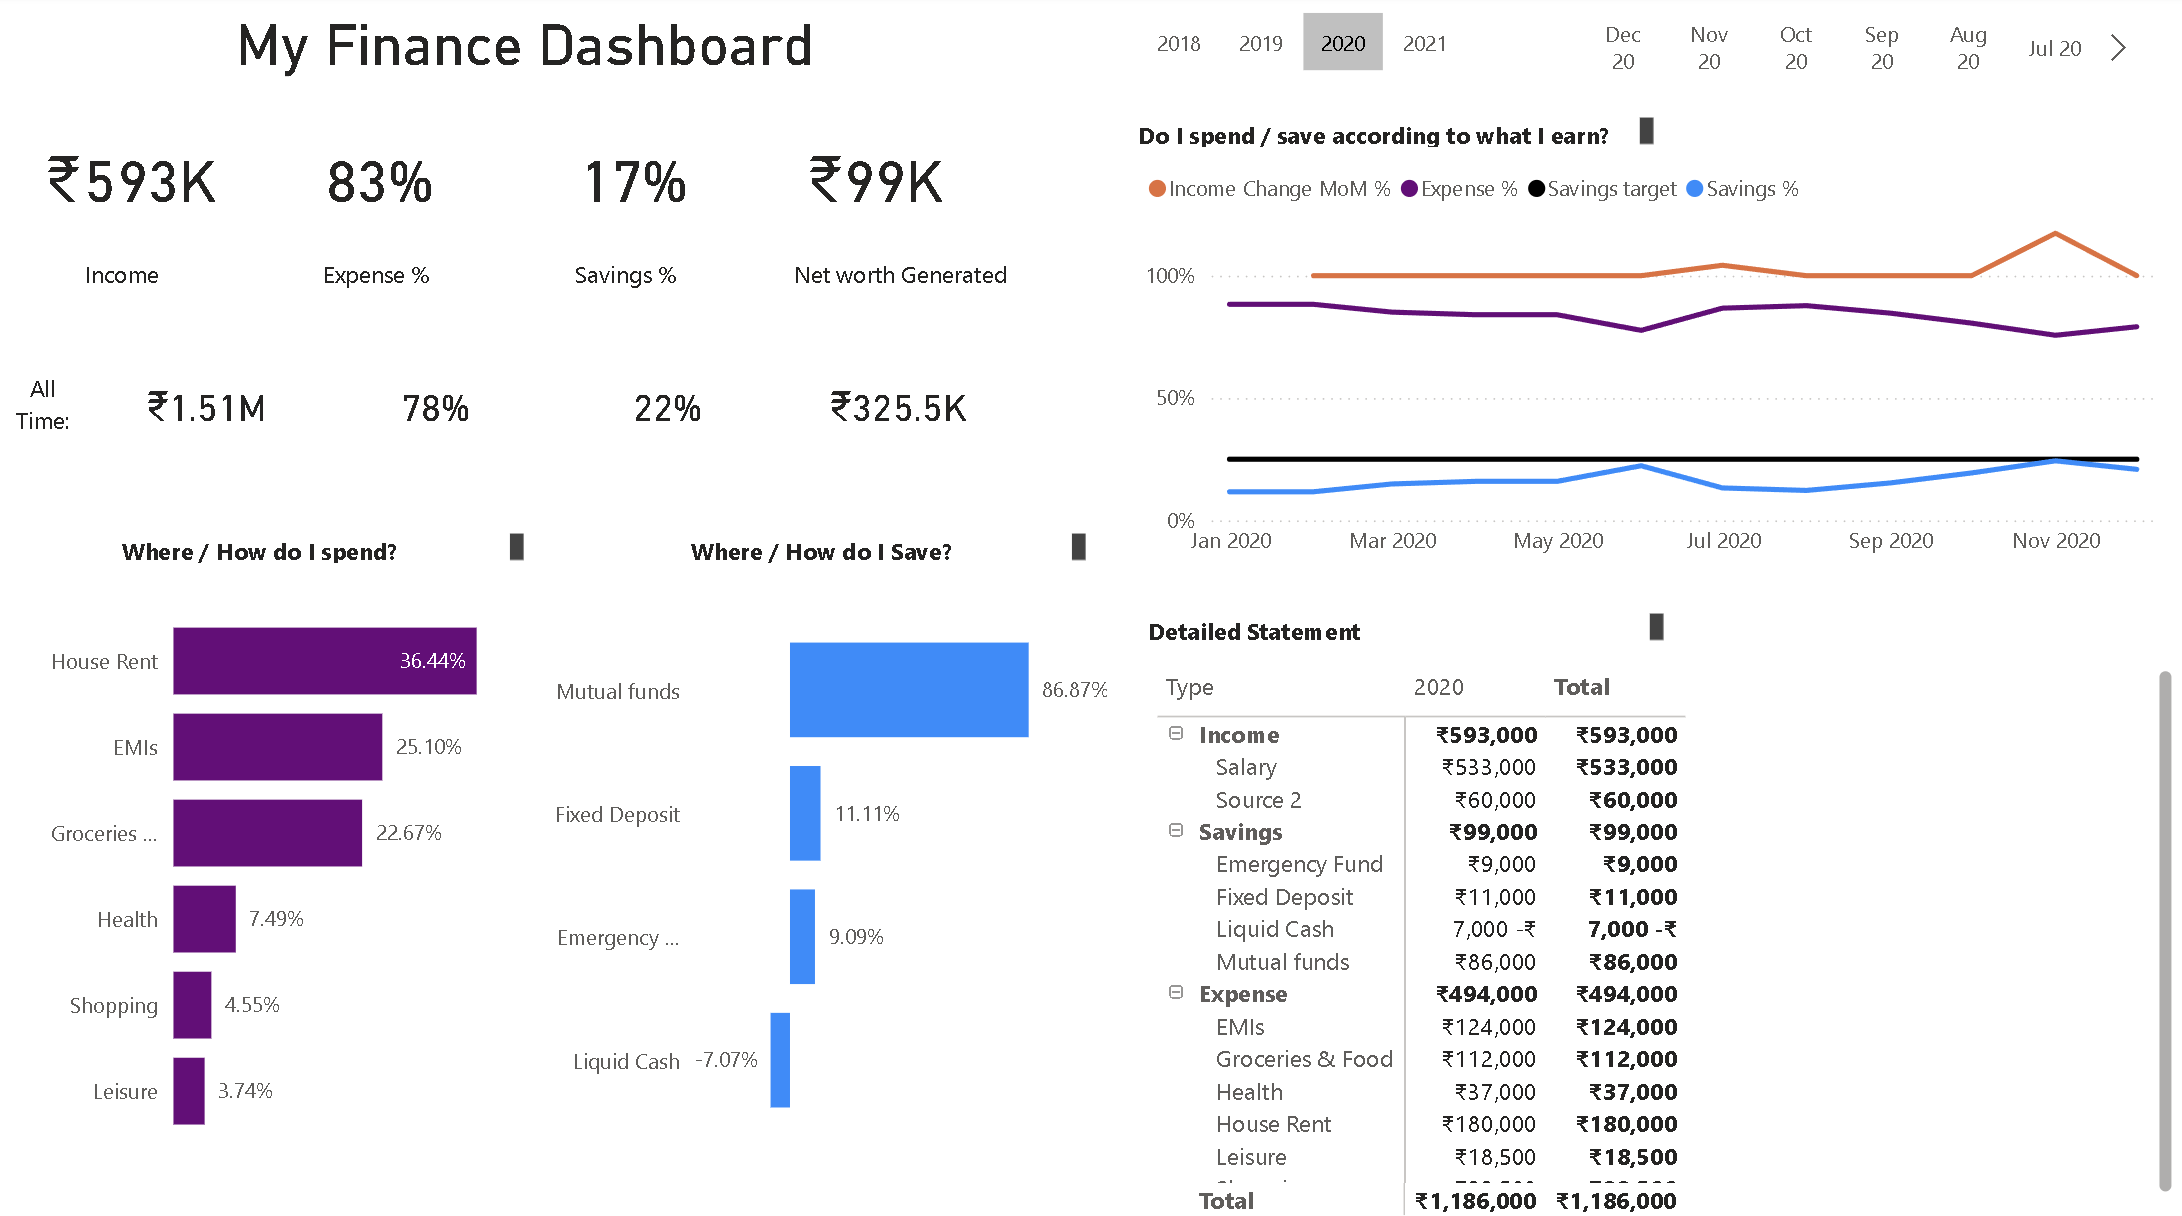 My Finance Dashboard
2018 2019 2020 2021
Dec 20 Nov 20 Oct 20 Sep 20 Aug 20 Jul 20
₹593K 83% 17% ₹99K
Income Expense % Savings % Net worth Generated
All Time: ₹1.51M 78% 22% ₹325.5K
Do I spend / save according to what I earn?
Income Change MoM % Expense % Savings target Savings %
100%
50%
0%
Jan 2020 Mar 2020 May 2020 Jul 2020 Sep 2020 Nov 2020
Where / How do I spend?
House Rent 36.44%
EMIs 25.10%
Groceries ... 22.67%
Health 7.49%
Shopping 4.55%
Leisure 3.74%
Where / How do I Save?
Mutual funds 86.87%
Fixed Deposit 11.11%
Emergency ... 9.09%
Liquid Cash -7.07%
Detailed Statement
Type 2020 Total
Income ₹593,000 ₹593,000
Salary ₹533,000 ₹533,000
Source 2 ₹60,000 ₹60,000
Savings ₹99,000 ₹99,000
Emergency Fund ₹9,000 ₹9,000
Fixed Deposit ₹11,000 ₹11,000
Liquid Cash 7,000 -₹ 7,000 -₹
Mutual funds ₹86,000 ₹86,000
Expense ₹494,000 ₹494,000
EMIs ₹124,000 ₹124,000
Groceries & Food ₹112,000 ₹112,000
Health ₹37,000 ₹37,000
House Rent ₹180,000 ₹180,000
Leisure ₹18,500 ₹18,500
Total ₹1,186,000 ₹1,186,000